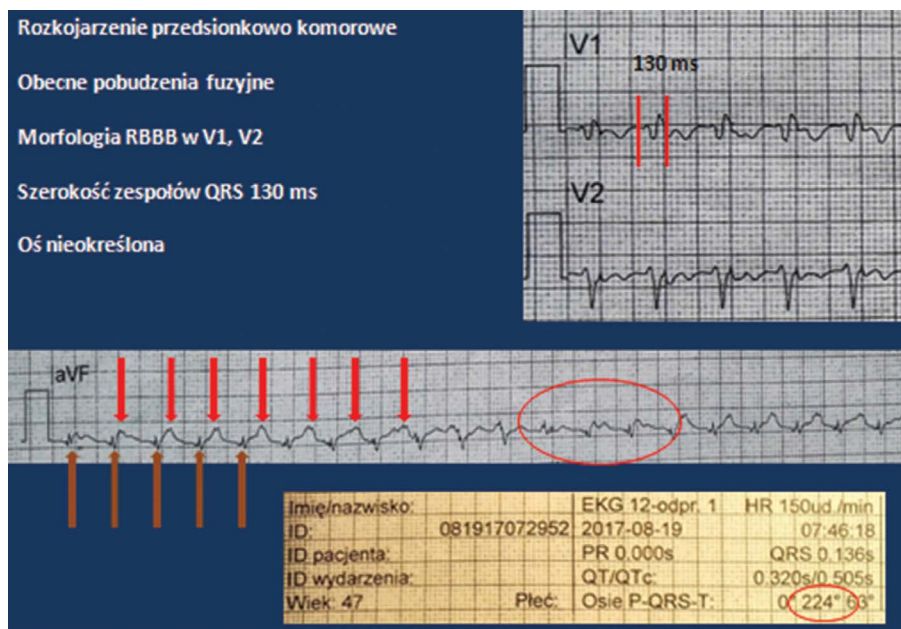 Rozkojarzenie przedsionkowo komorowe
Obecne pobudzenia fuzyjne
Morfologia RBBB w V1, V2
Szerokość zespołów QRS 130 ms
Oś nieokreślona
V1
130 ms
V2
aVF
Imię/nazwisko: EKG 12-odpr. 1 HR 150ud./min
ID: 081917072952 2017-08-19 07:46:18
ID pacjenta: PR 0.000s QRS 0.136s
ID wydarzenia: QT/QTc: 0.320s/0.505s
Wiek: 47 Płeć: Osie P-QRS-T: 0° 224° 63°